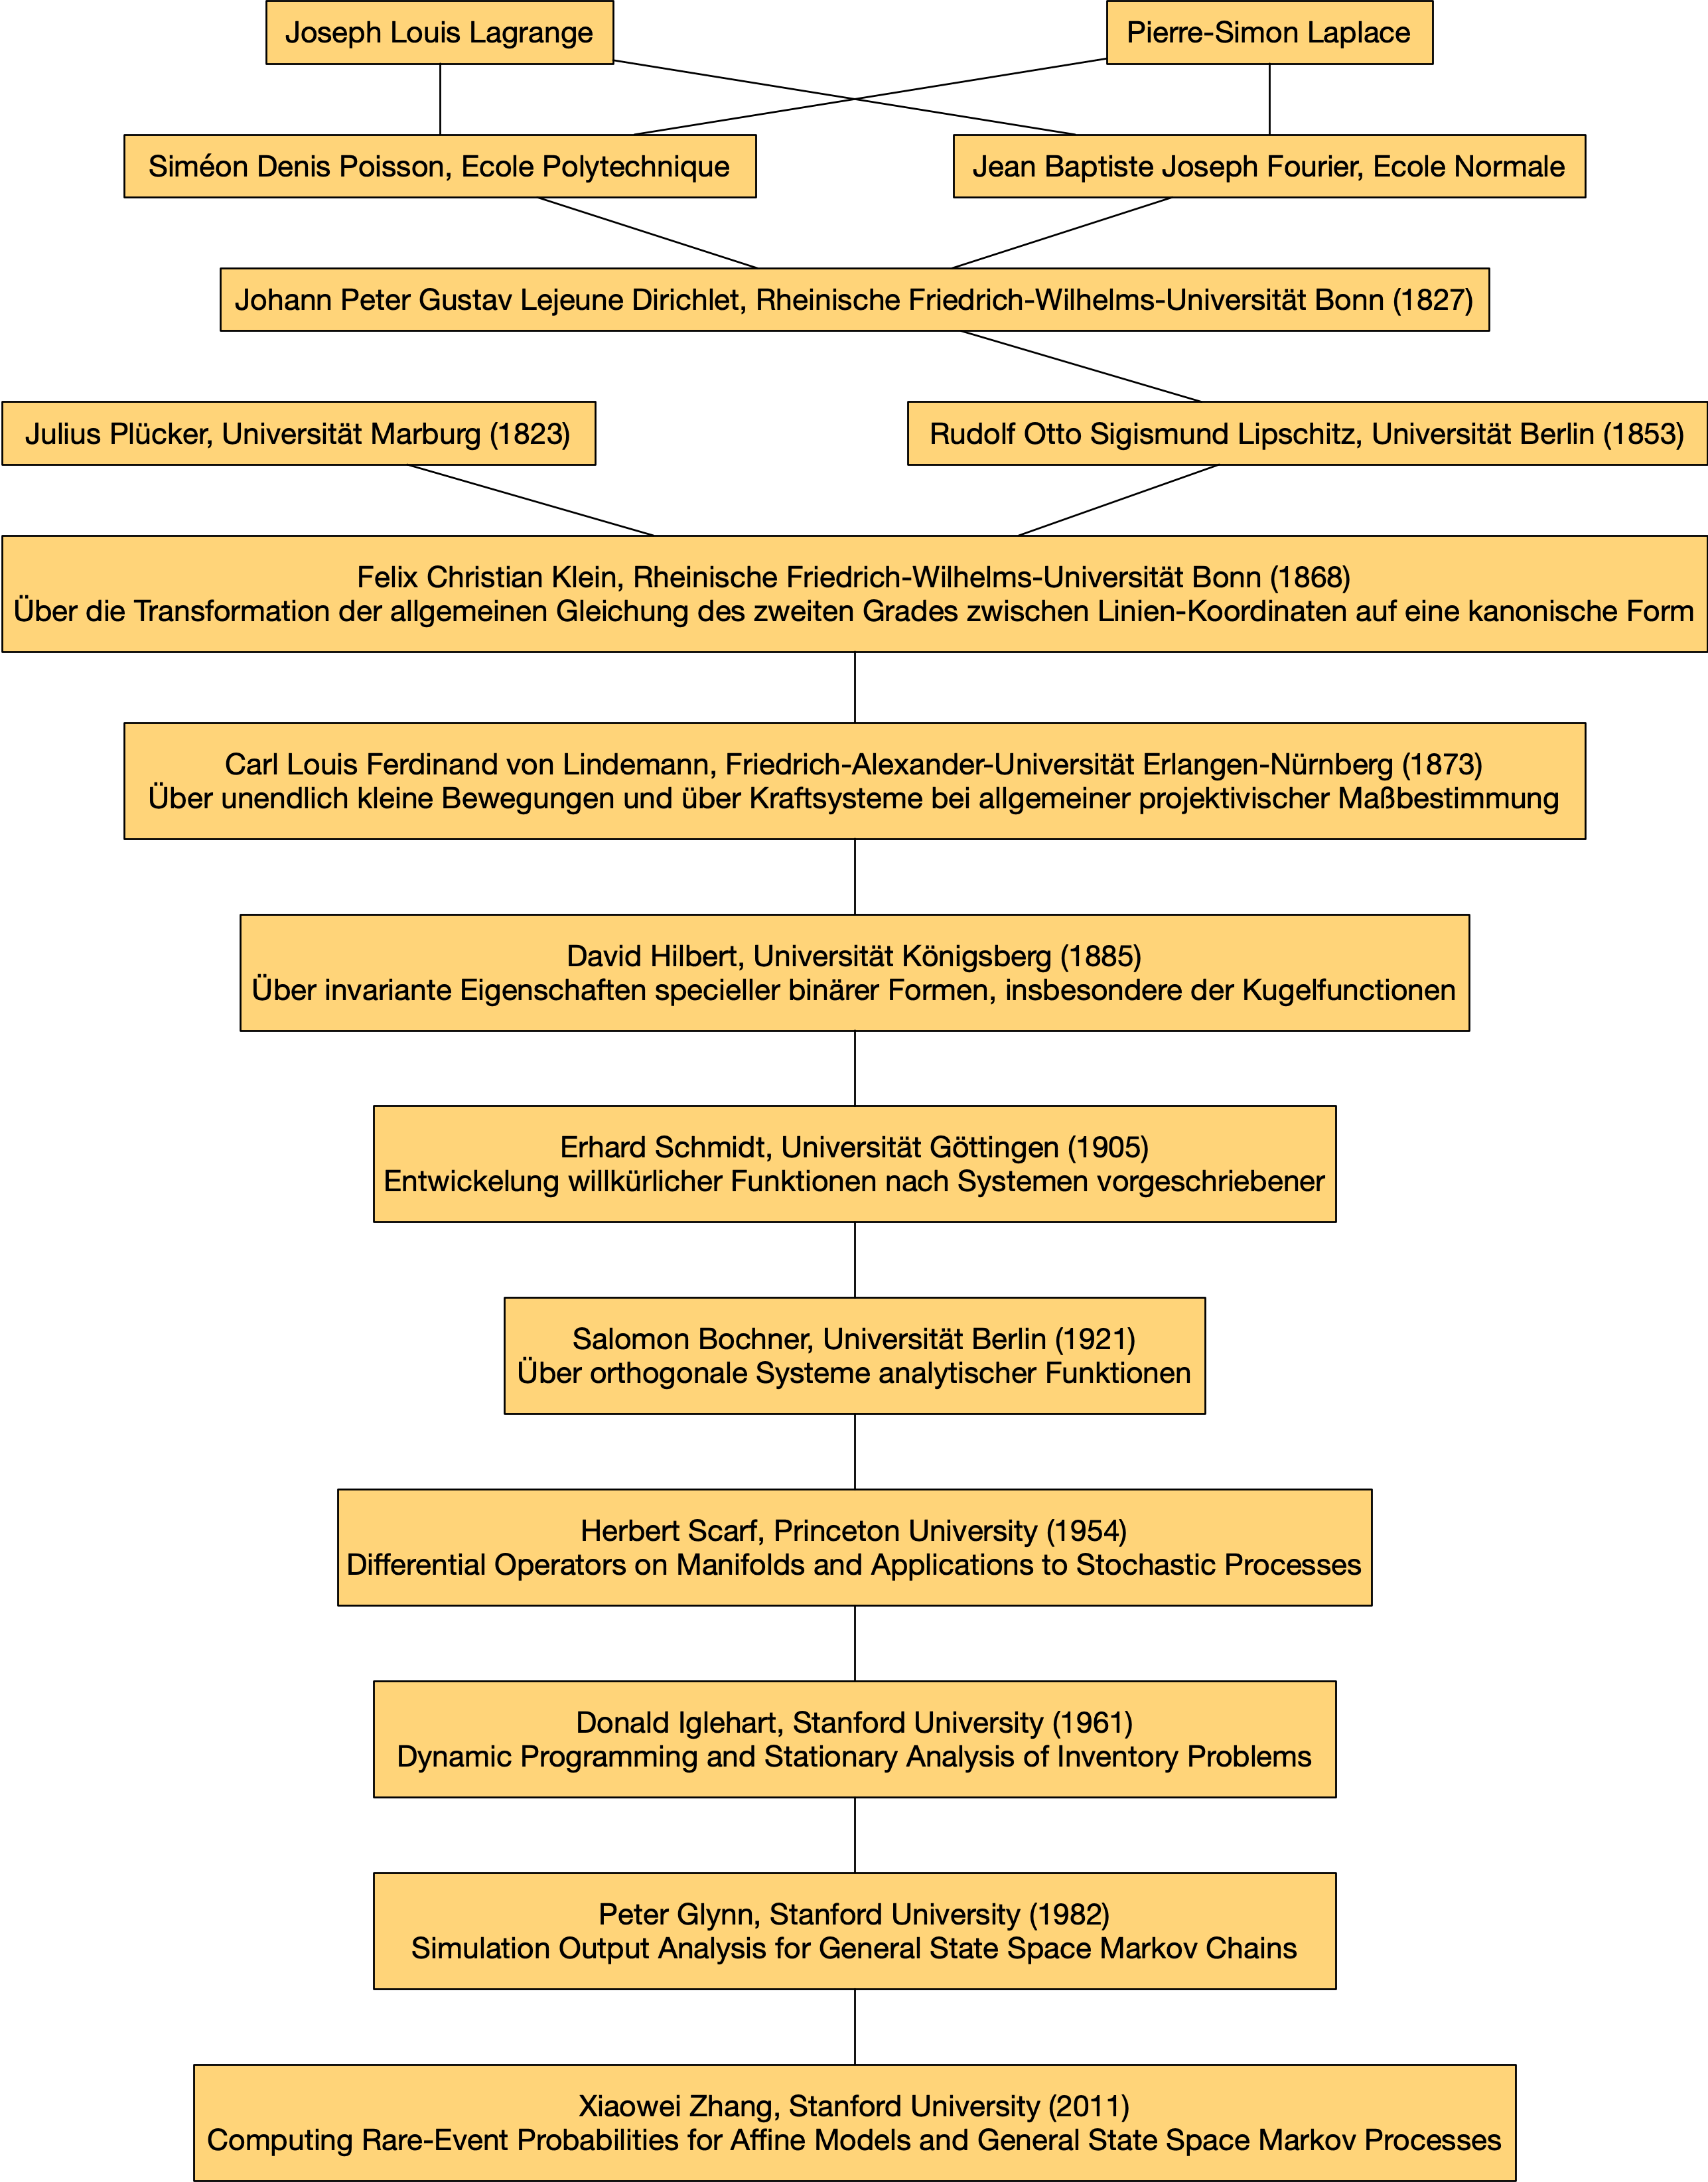 Joseph Louis Lagrange
Pierre-Simon Laplace
Siméon Denis Poisson, Ecole Polytechnique
Jean Baptiste Joseph Fourier, Ecole Normale
Johann Peter Gustav Lejeune Dirichlet, Rheinische Friedrich-Wilhelms-Universität Bonn (1827)
Julius Plücker, Universität Marburg (1823)
Rudolf Otto Sigismund Lipschitz, Universität Berlin (1853)
Felix Christian Klein, Rheinische Friedrich-Wilhelms-Universität Bonn (1868)
Über die Transformation der allgemeinen Gleichung des zweiten Grades zwischen Linien-Koordinaten auf eine kanonische Form
Carl Louis Ferdinand von Lindemann, Friedrich-Alexander-Universität Erlangen-Nürnberg (1873)
Über unendlich kleine Bewegungen und über Kraftsysteme bei allgemeiner projektivischer Maßbestimmung
David Hilbert, Universität Königsberg (1885)
Über invariante Eigenschaften specieller binärer Formen, insbesondere der Kugelfunctionen
Erhard Schmidt, Universität Göttingen (1905)
Entwickelung willkürlicher Funktionen nach Systemen vorgeschriebener
Salomon Bochner, Universität Berlin (1921)
Über orthogonale Systeme analytischer Funktionen
Herbert Scarf, Princeton University (1954)
Differential Operators on Manifolds and Applications to Stochastic Processes
Donald Iglehart, Stanford University (1961)
Dynamic Programming and Stationary Analysis of Inventory Problems
Peter Glynn, Stanford University (1982)
Simulation Output Analysis for General State Space Markov Chains
Xiaowei Zhang, Stanford University (2011)
Computing Rare-Event Probabilities for Affine Models and General State Space Markov Processes